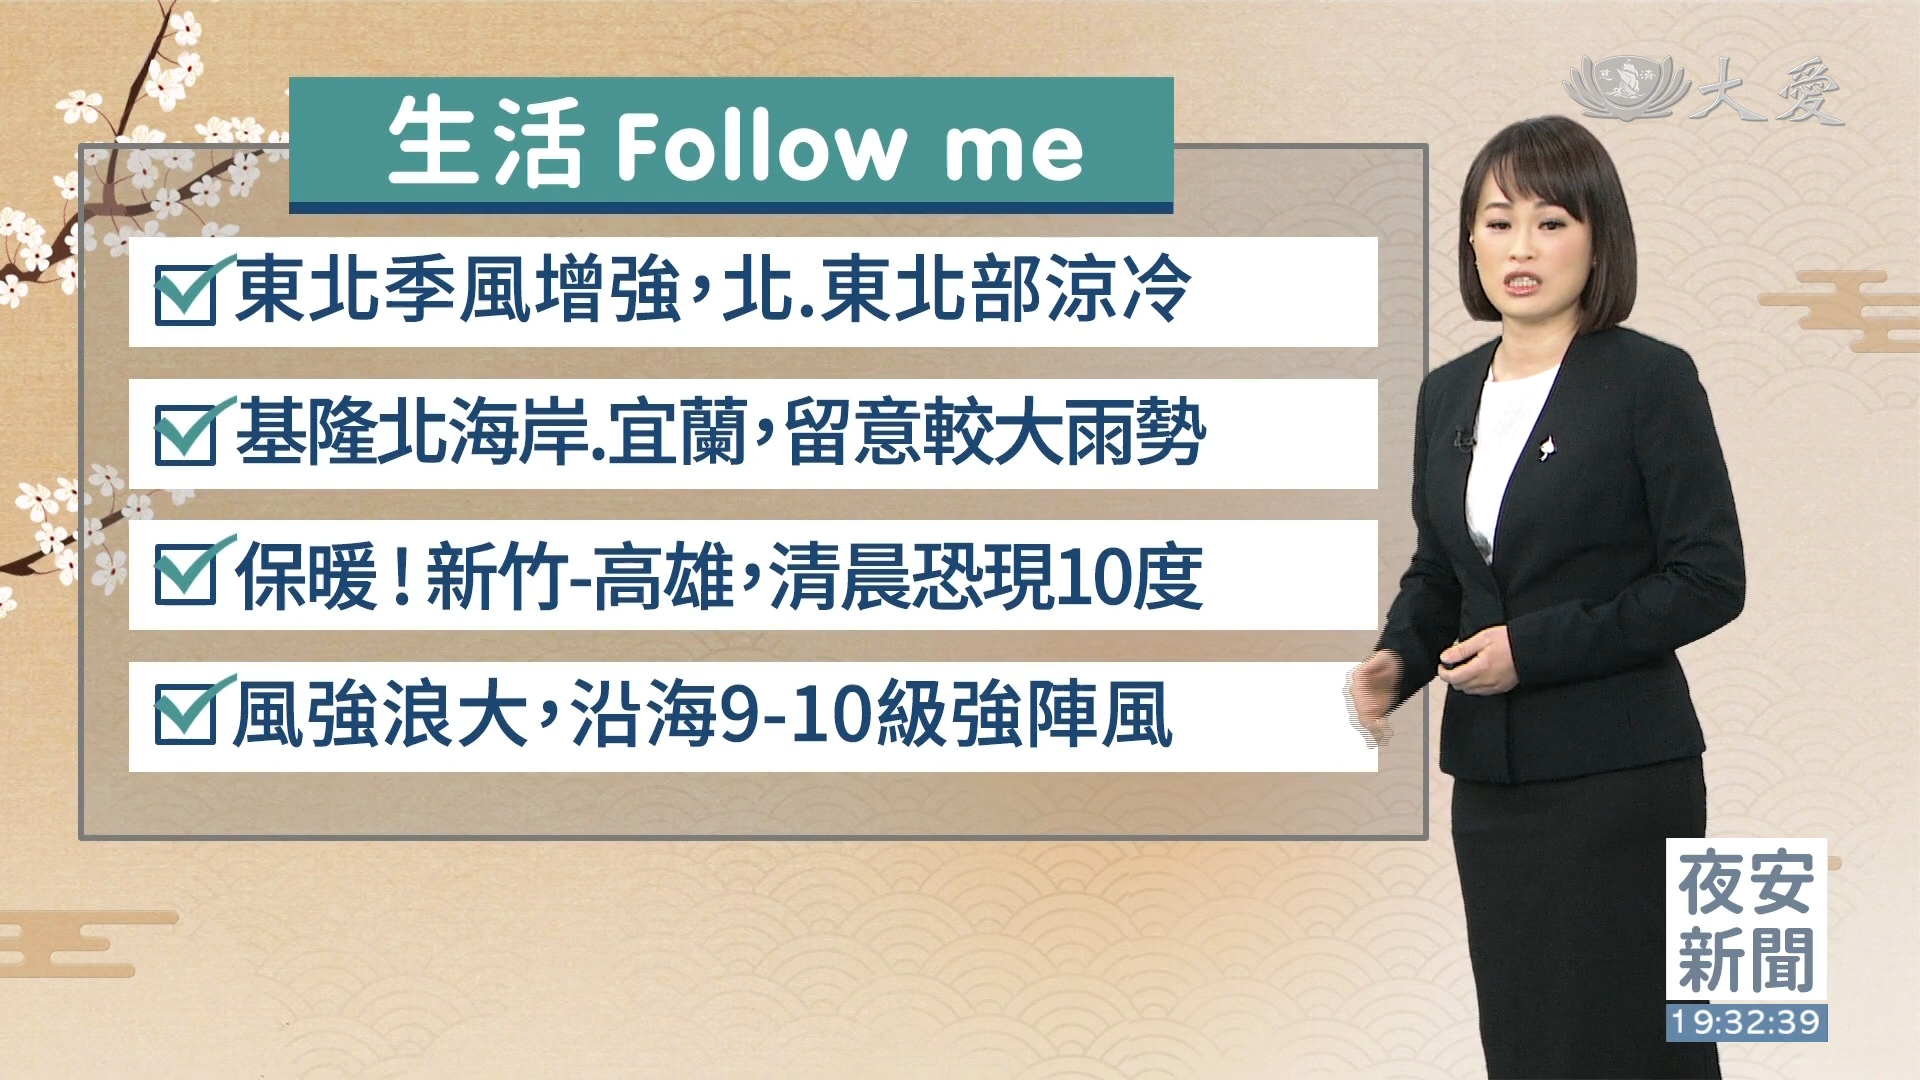 慈濟
大愛
生活 Follow me
東北季風增強，北.東北部涼冷
基隆北海岸.宜蘭，留意較大雨勢
保暖！新竹-高雄，清晨恐現10度
風強浪大，沿海9-10級強陣風
夜安
新聞
19:32:39